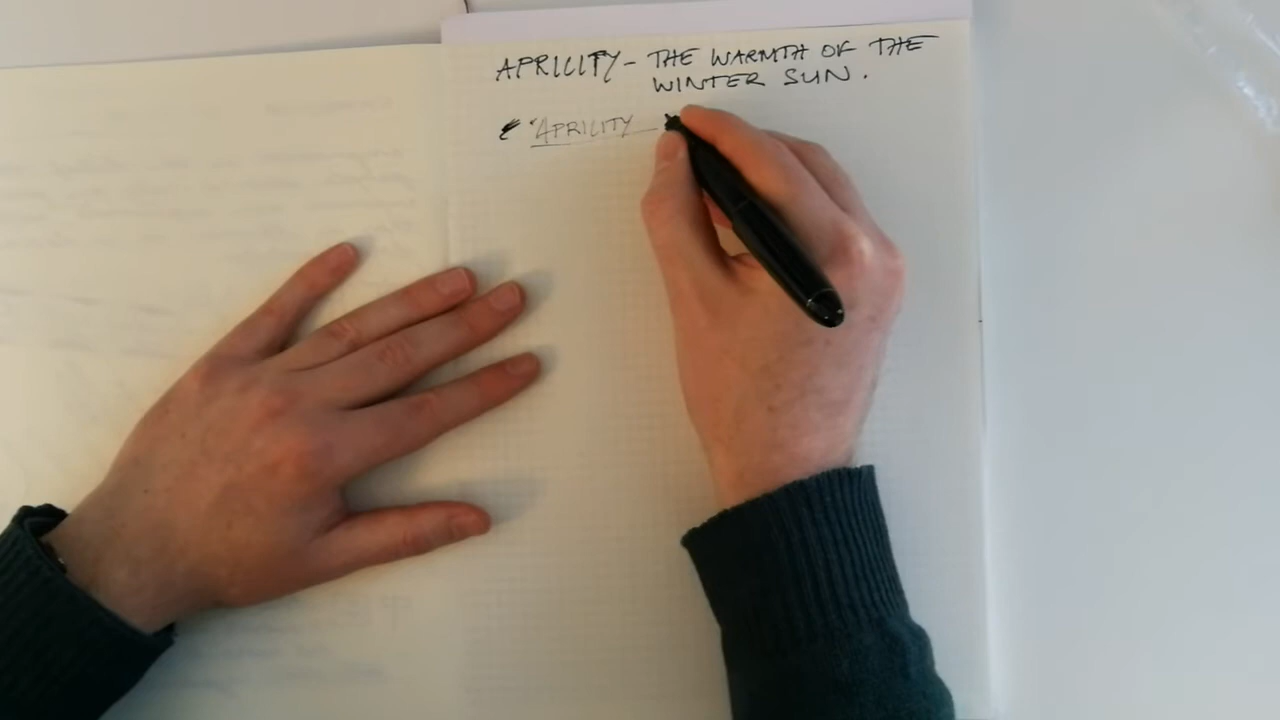 APRICITY - THE WARMTH OF THE
WINTER SUN.
"APRICITY —